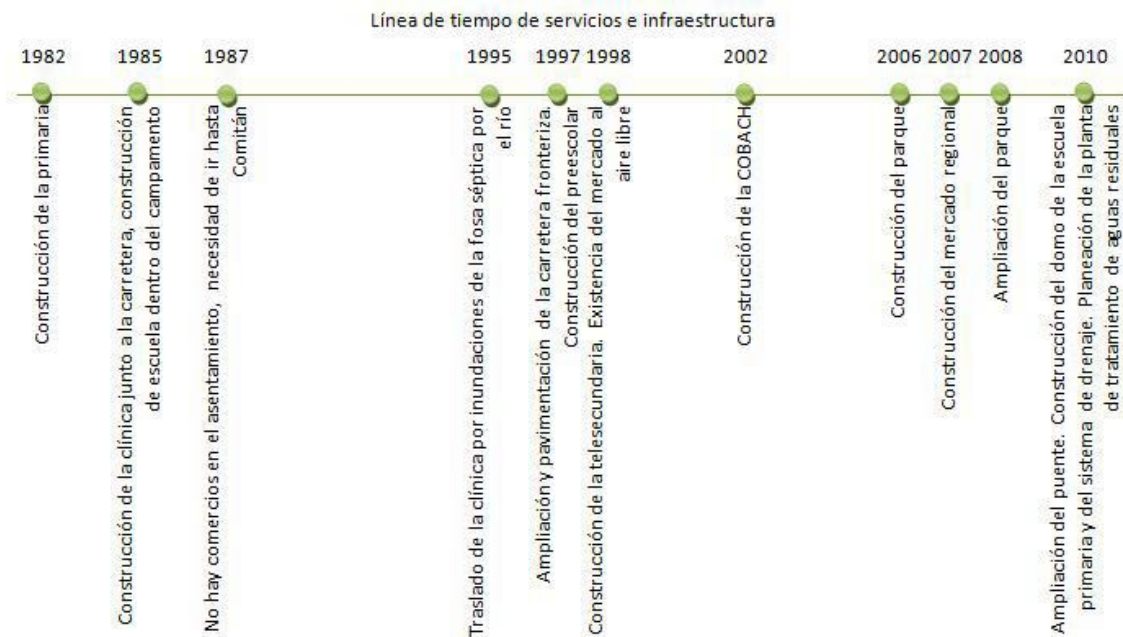 Línea de tiempo de servicios e infraestructura
1982 1985 1987 1995 1997 1998 2002 2006 2007 2008 2010
Construcción de la primaria
Construcción de la clínica junto a la carretera, construcción
de escuela dentro del campamento
No hay comercios en el asentamiento, necesidad de ir hasta
Comitán
Traslado de la clínica por inundaciones de la fosa séptica por
el río
Ampliación y pavimentación de la carretera fronteriza.
Construcción del preescolar
Construcción de la telesecundaria. Existencia del mercado al
aire libre
Construcción de la COBACH
Construcción del parque
Construcción del mercado regional
Ampliación del parque
Ampliación del puente. Construcción del domo de la escuela
primaria y del sistema de drenaje. Planeación de la planta
de tratamiento de aguas residuales